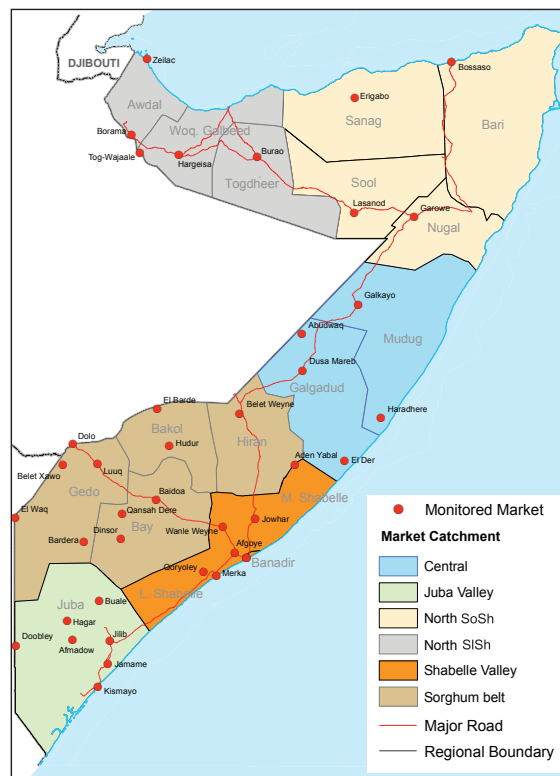 DJIBOUTI
Zeilac
Bossaso
Awdal
Erigabo
Sanag
Borama
Woq. Galbeed
Bari
Tog-Wajaale
Hargeisa
Burao
Togdheer
Sool
Lasanod
Garowe
Nugal
Galkayo
Abudwaq
Mudug
Dusa Mareb
Galgadud
El Barde
Belet Weyne
Haradhere
Bakol
Hiran
Dolo
Hudur
Aden Yabal
El Der
Belet Xawo
Luuq
Gedo
Baidoa
M. Shabelle
El Waq
Qansah Dere
Bay
Wanle Weyne
Jowhar
Dinsor
Bardera
Afgoye
Banadir
Qoryoley
Merka
L. Shabelle
Juba
Buale
Hagar
Doobley
Afmadow
Jilib
Jamame
Kismayo
Monitored Market
Market Catchment
Central
Juba Valley
North SoSh
North SlSh
Shabelle Valley
Sorghum belt
Major Road
Regional Boundary